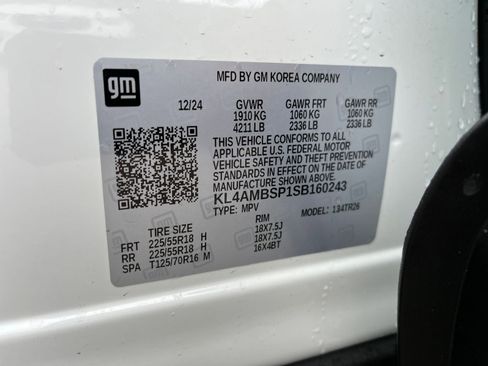 gm
MFD BY GM KOREA COMPANY
12/24 GVWR GAWR FRT GAWR RR
1910 KG 1060 KG 1060 KG
4211 LB 2336 LB 2336 LB
THIS VEHICLE CONFORMS TO ALL
APPLICABLE U.S. FEDERAL MOTOR
VEHICLE SAFETY AND THEFT PREVENTION
STANDARDS IN EFFECT ON THE DATE OF
MANUFACTURE SHOWN ABOVE.
KL4AMBSP1SB160243
TYPE: MPV MODEL: 134TR26
TIRE SIZE RIM
FRT 225/55R18 H 18X7.5J
RR 225/55R18 H 18X7.5J
SPA T125/70R16 M 16X4BT